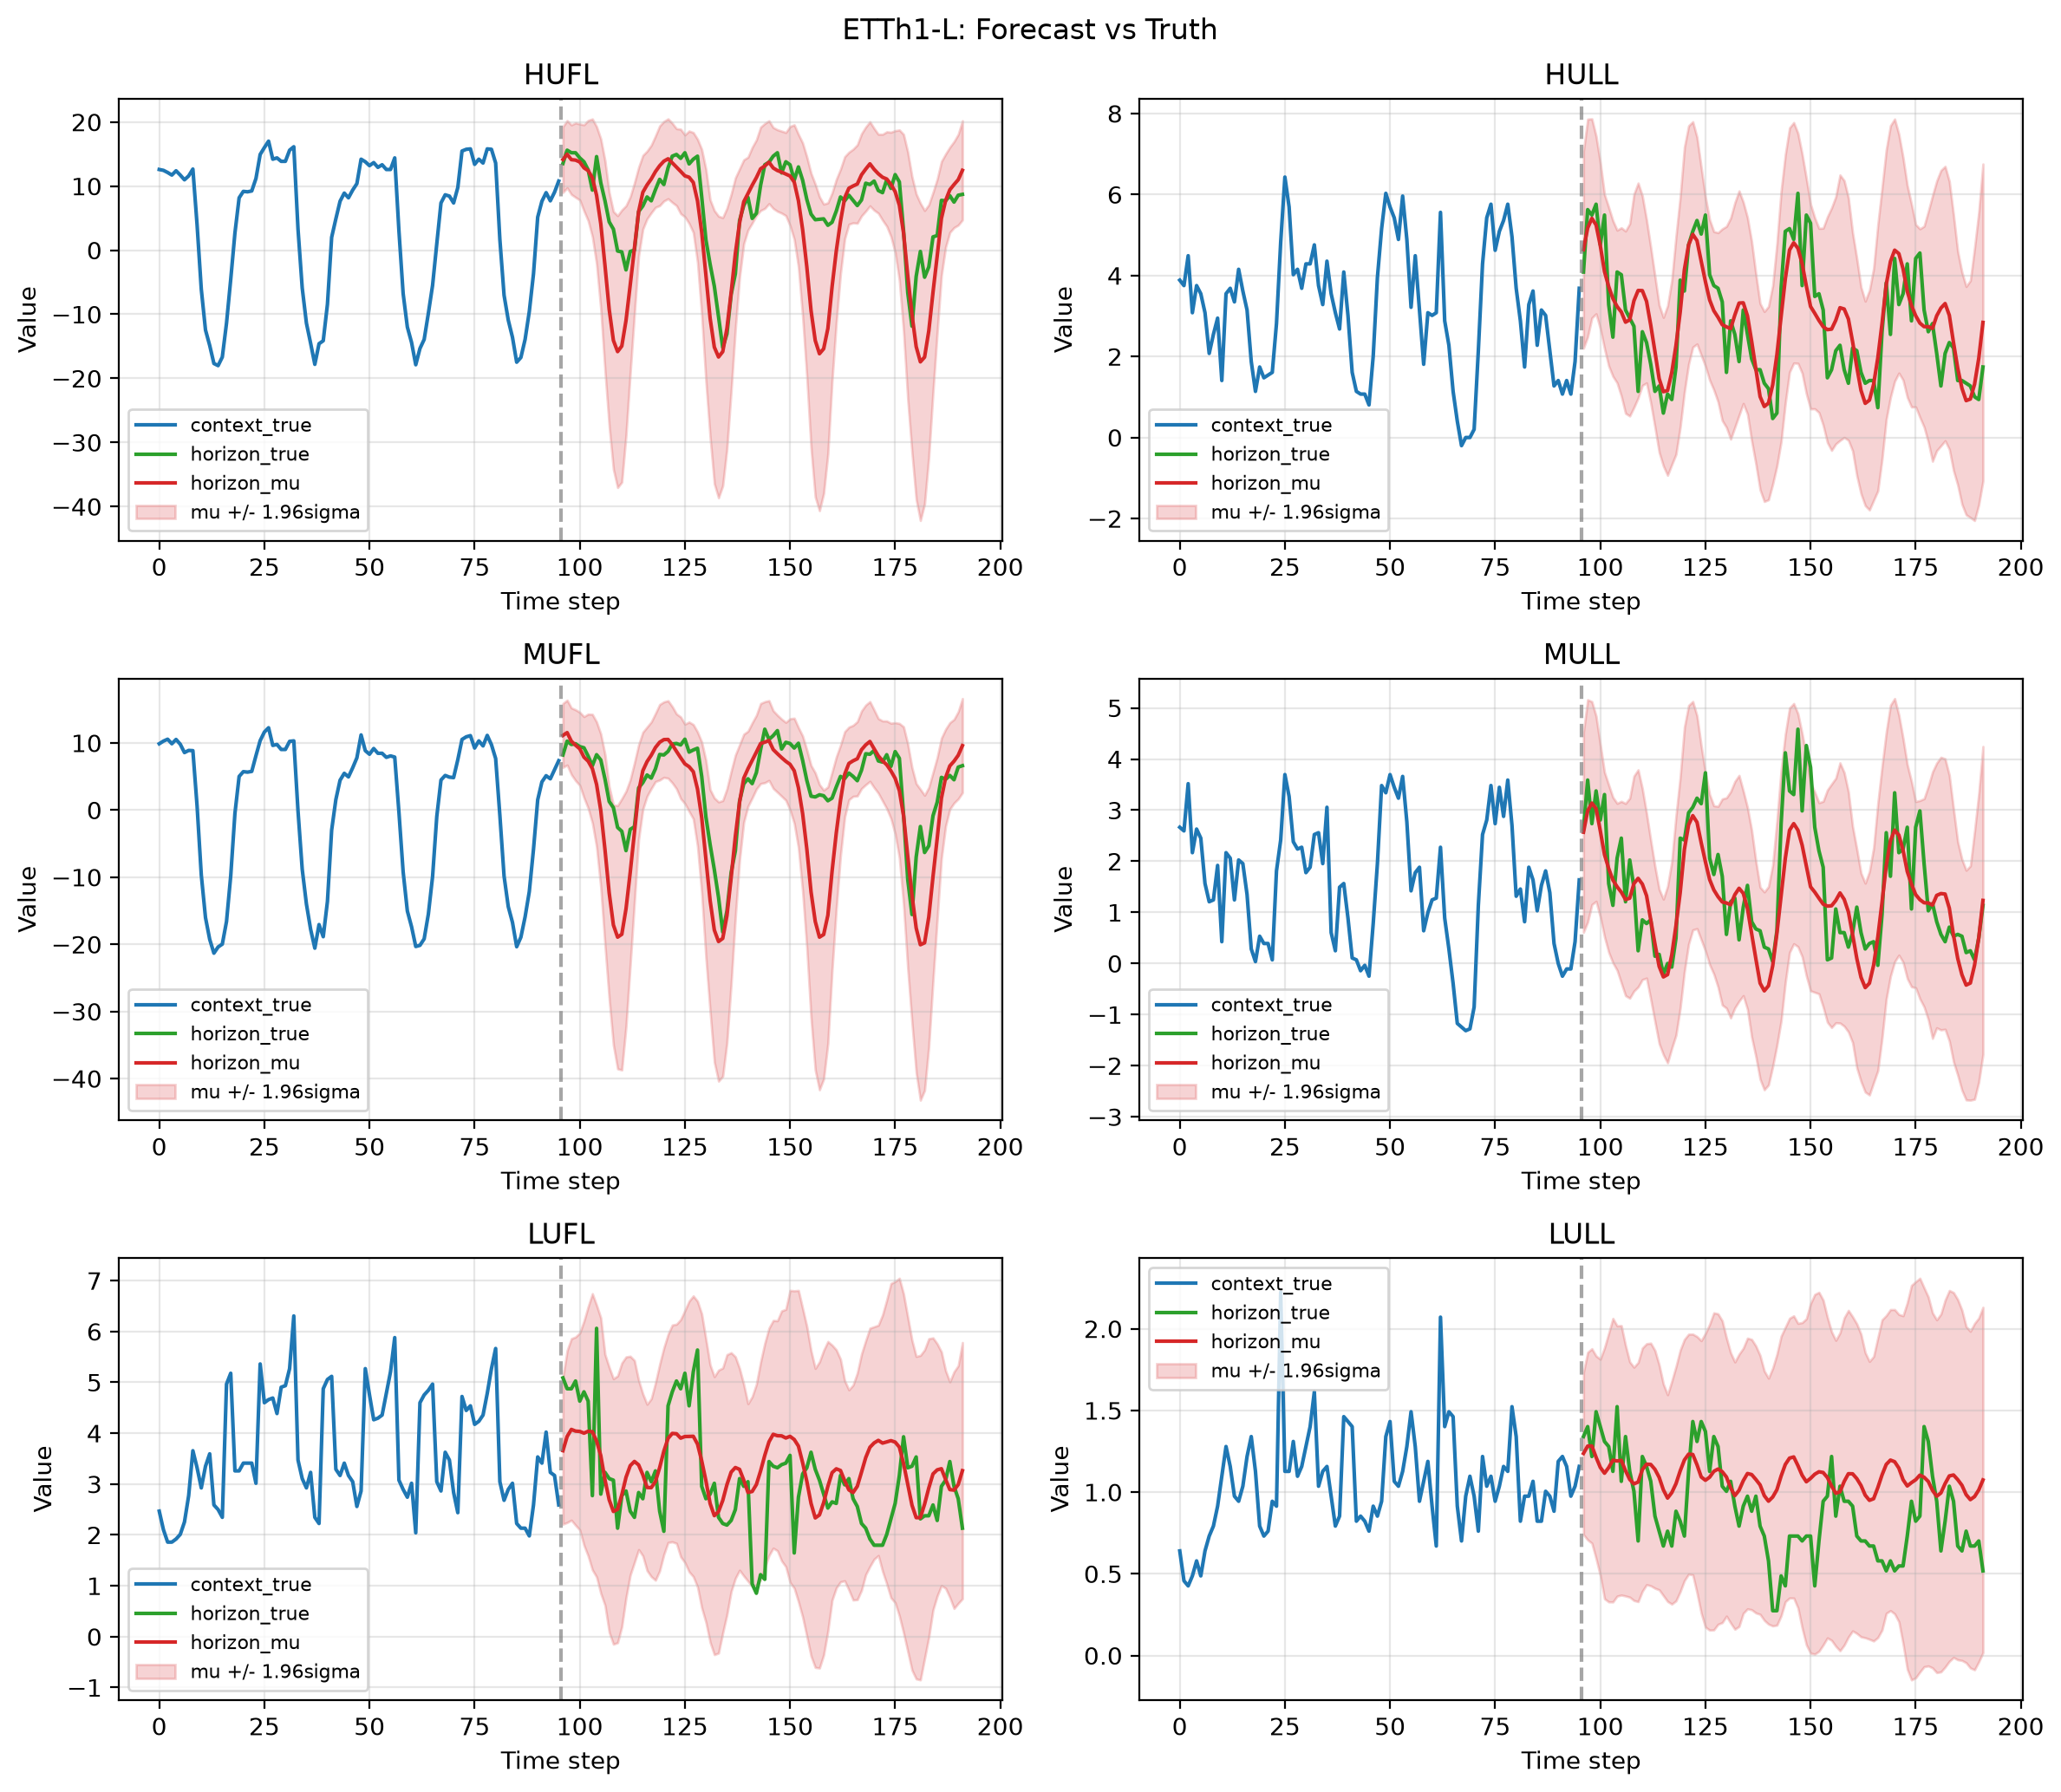 ETTh1-L: Forecast vs Truth
HUFL
Value
20
10
0
−10
−20
−30
−40
context_true
horizon_true
horizon_mu
mu +/- 1.96sigma
0 25 50 75 100 125 150 175 200
Time step
HULL
Value
8
6
4
2
0
−2
context_true
horizon_true
horizon_mu
mu +/- 1.96sigma
0 25 50 75 100 125 150 175 200
Time step
MUFL
Value
10
0
−10
−20
−30
−40
context_true
horizon_true
horizon_mu
mu +/- 1.96sigma
0 25 50 75 100 125 150 175 200
Time step
MULL
Value
5
4
3
2
1
0
−1
−2
−3
context_true
horizon_true
horizon_mu
mu +/- 1.96sigma
0 25 50 75 100 125 150 175 200
Time step
LUFL
Value
7
6
5
4
3
2
1
0
−1
context_true
horizon_true
horizon_mu
mu +/- 1.96sigma
0 25 50 75 100 125 150 175 200
Time step
LULL
Value
2.0
1.5
1.0
0.5
0.0
context_true
horizon_true
horizon_mu
mu +/- 1.96sigma
0 25 50 75 100 125 150 175 200
Time step